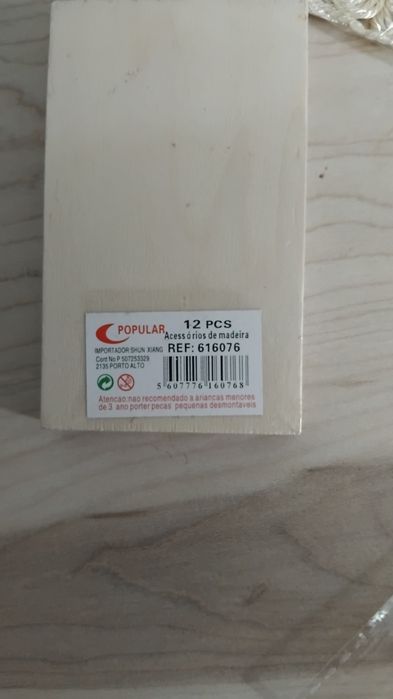 POPULAR 12 PCS
Acessórios de madeira
IMPORTADOR SHUN XIANG REF: 616076
Cont No P 507253329
2135 PORTO ALTO
5 607776 160768
Atencao:nao recomendado a arianças menores
de 3 ano porter pecas pequenas desmontaveis